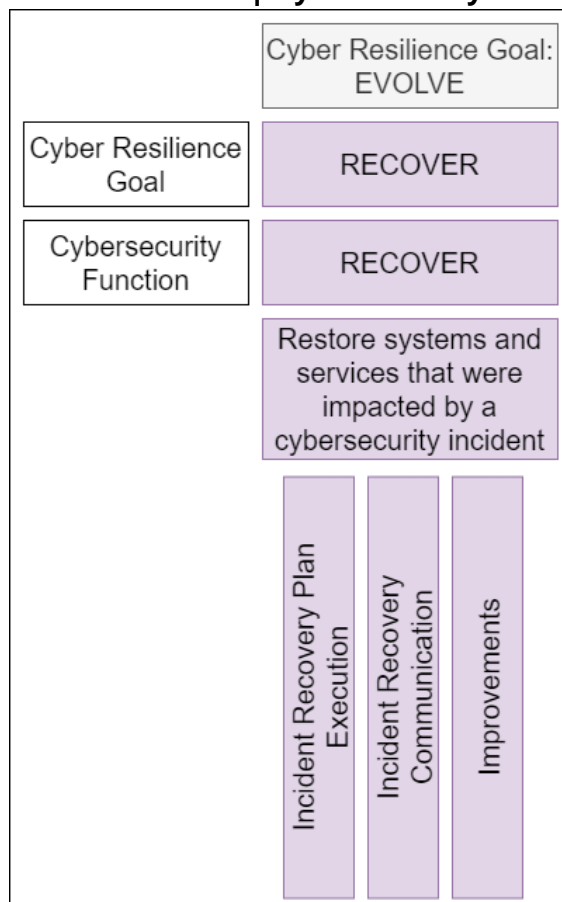 Cyber Resilience Goal:
EVOLVE
Cyber Resilience
Goal
RECOVER
Cybersecurity
Function
RECOVER
Restore systems and
services that were
impacted by a
cybersecurity incident
Incident Recovery Plan
Execution
Incident Recovery
Communication
Improvements